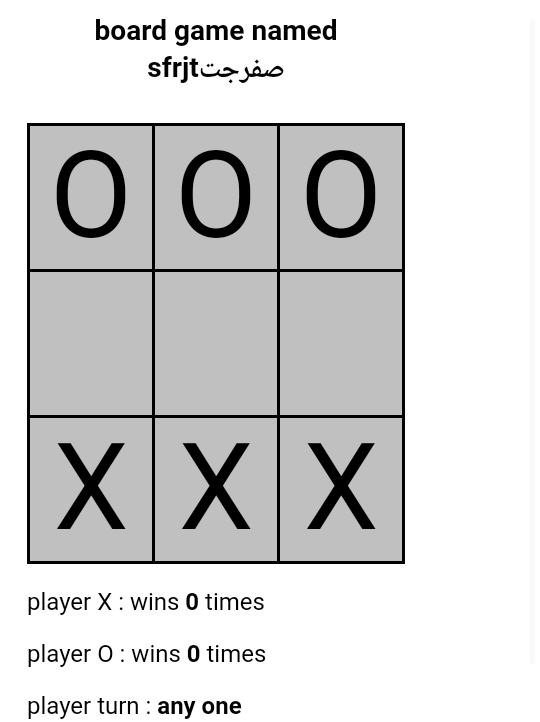 board game named
sfrjtصفرجت
O O O
X X X
player X : wins 0 times
player O : wins 0 times
player turn : any one